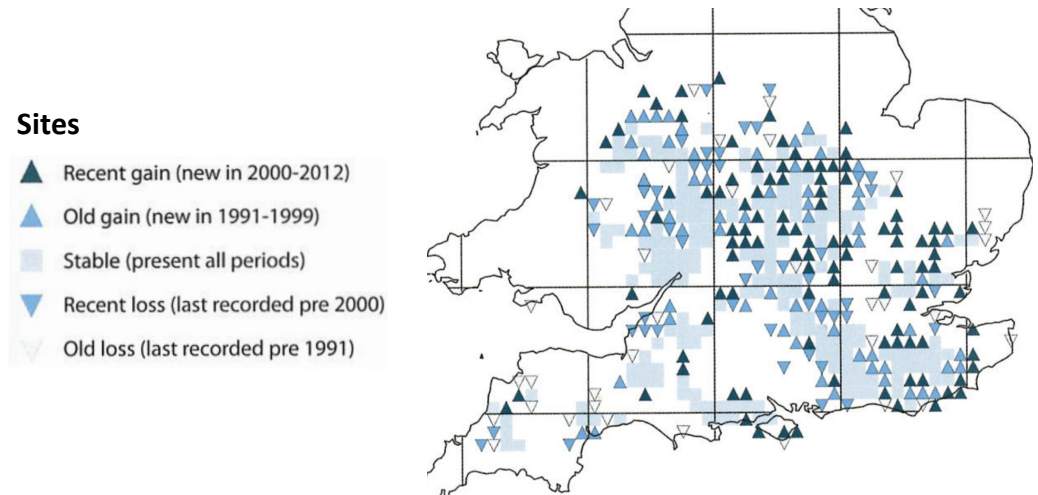 Sites
Recent gain (new in 2000-2012)
Old gain (new in 1991-1999)
Stable (present all periods)
Recent loss (last recorded pre 2000)
Old loss (last recorded pre 1991)